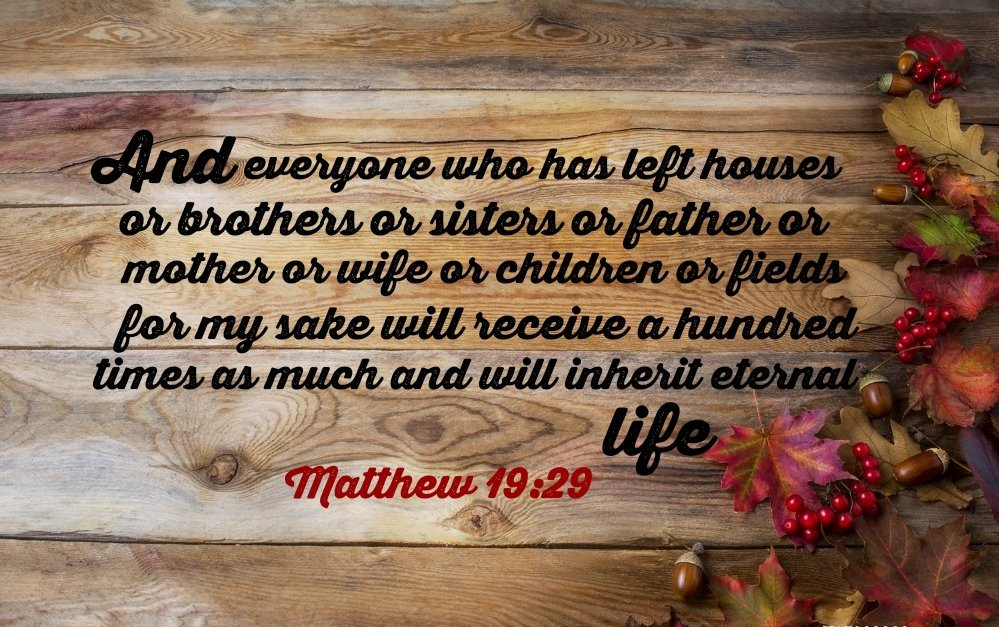 And everyone who has left houses
or brothers or sisters or father or
mother or wife or children or fields
for my sake will receive a hundred
times as much and will inherit eternal
life
Matthew 19:29